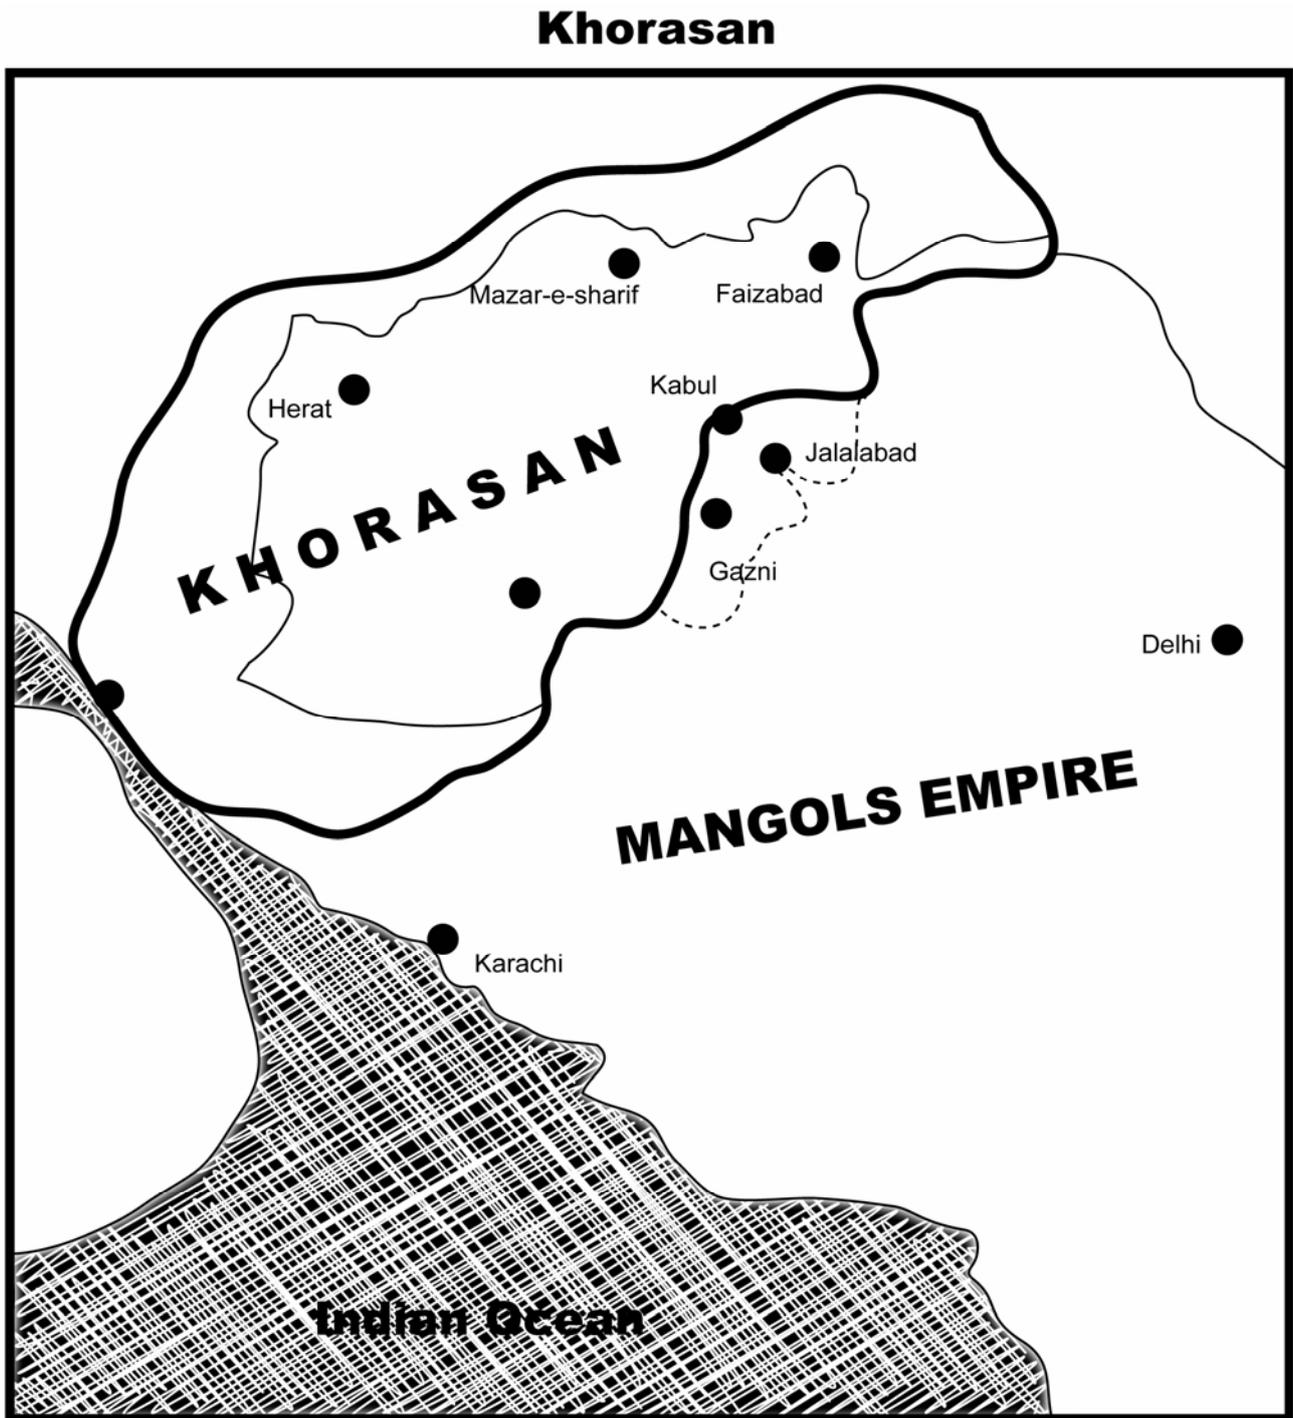 Khorasan
Mazar-e-sharif
Faizabad
Kabul
Herat
Jalalabad
KHORASAN
Gazni
Delhi
MANGOLS EMPIRE
Karachi
Indian Ocean